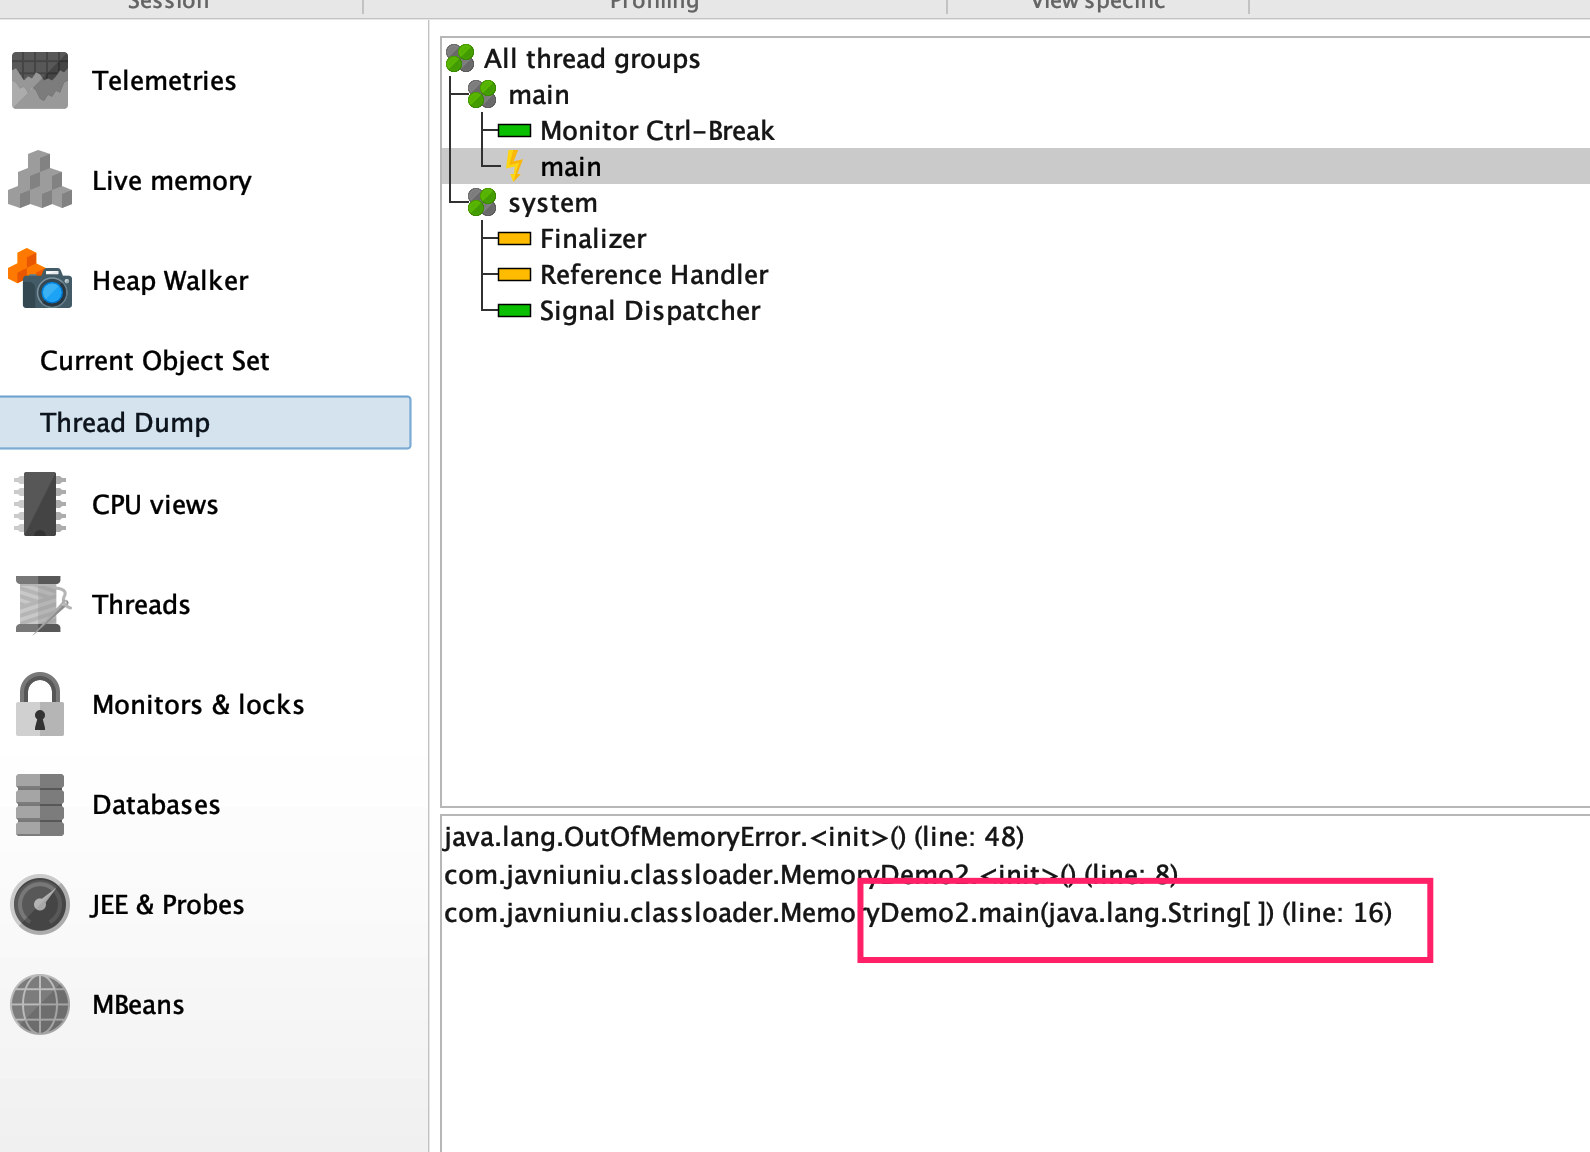 Session
Profiling
View specific
Telemetries
Live memory
Heap Walker
Current Object Set
Thread Dump
CPU views
Threads
Monitors & locks
Databases
JEE & Probes
MBeans
All thread groups
main
Monitor Ctrl-Break
main
system
Finalizer
Reference Handler
Signal Dispatcher
java.lang.OutOfMemoryError.<init>() (line: 48)
com.javniuniu.classloader.MemoryDemo2.<init>() (line: 8)
com.javniuniu.classloader.MemoryDemo2.main(java.lang.String[ ]) (line: 16)